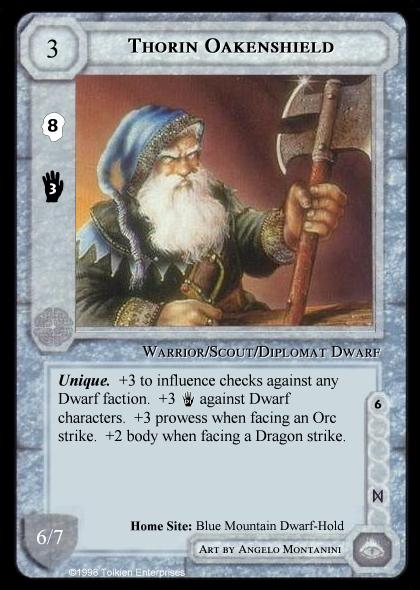 3
THORIN OAKENSHIELD
8
3
WARRIOR/SCOUT/DIPLOMAT DWARF
Unique. +3 to influence checks against any
Dwarf faction. +3 against Dwarf
characters. +3 prowess when facing an Orc
strike. +2 body when facing a Dragon strike.
6
6/7
Home Site: Blue Mountain Dwarf-Hold
ART BY ANGELO MONTANINI
©1998 Tolkien Enterprises